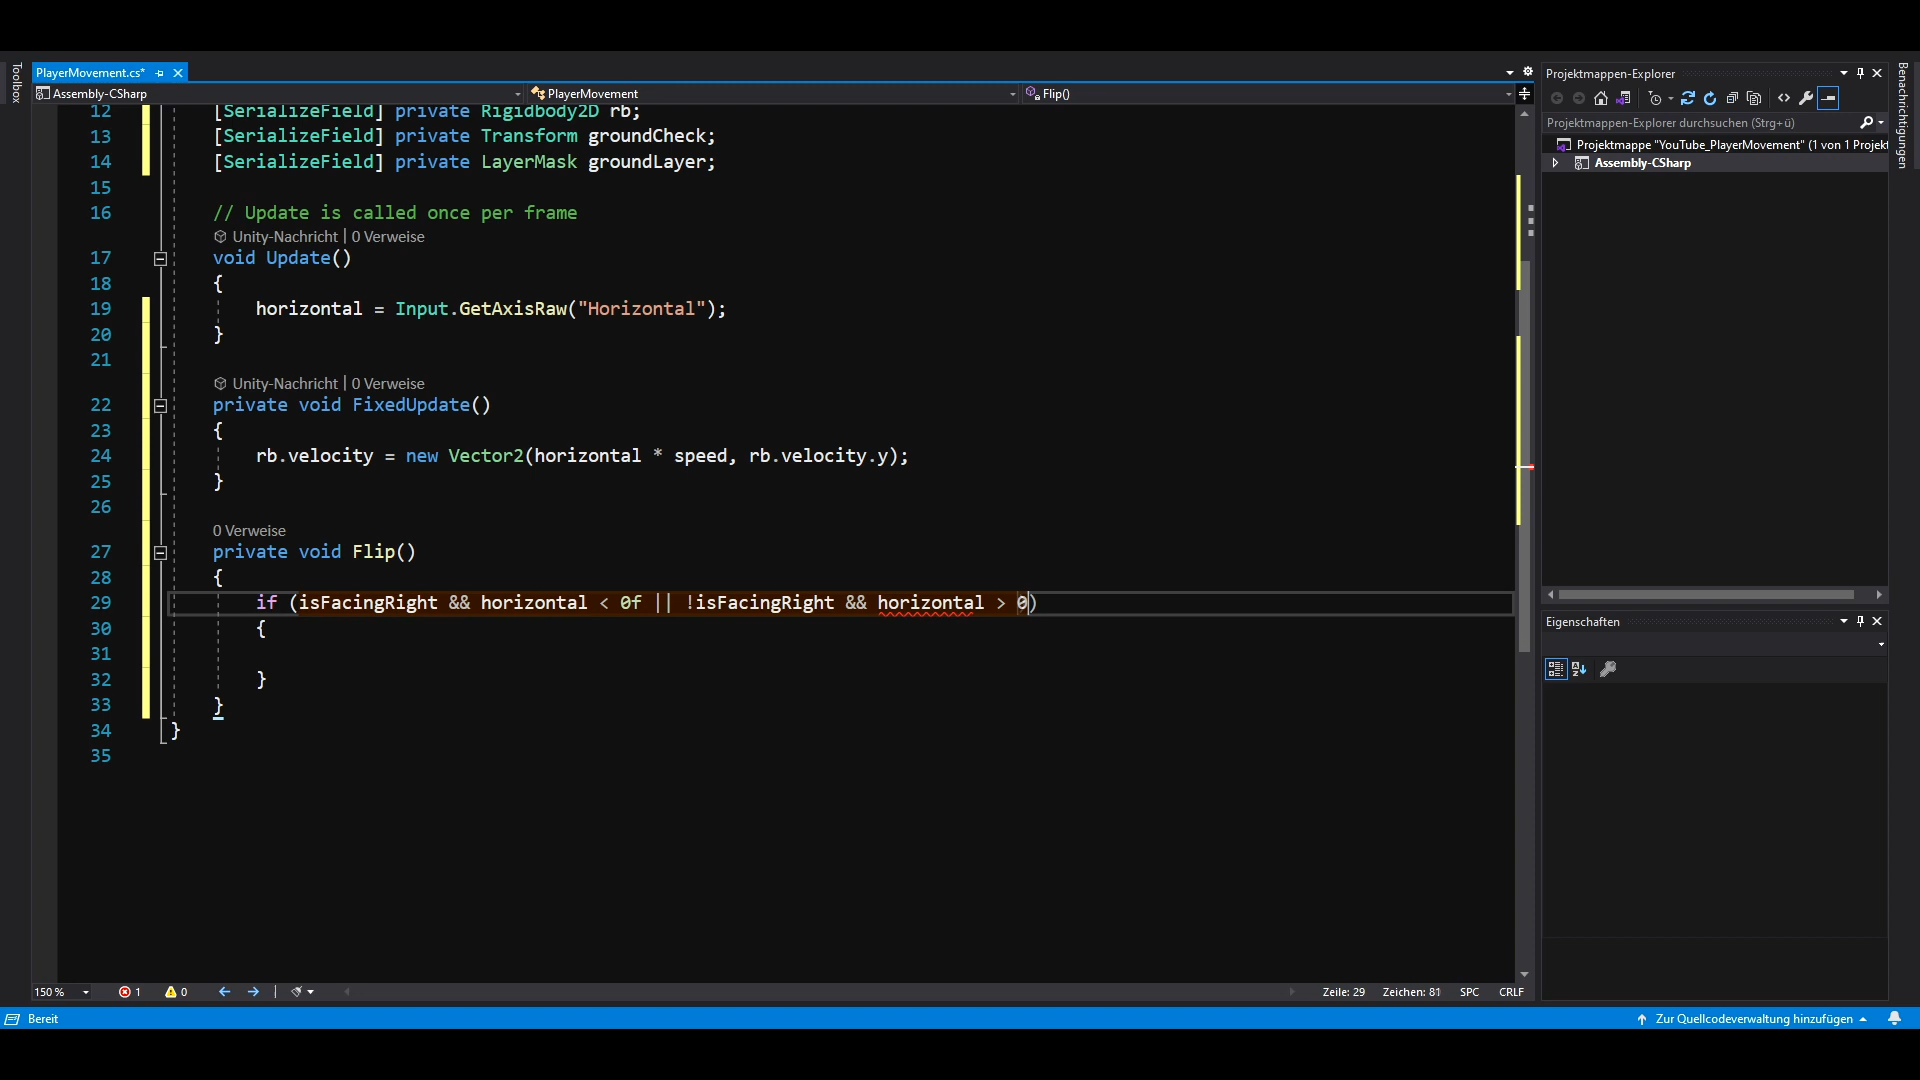 Toolbox
PlayerMovement.cs*
Assembly-CSharp
PlayerMovement
Flip()
12 [SerializeField] private Rigidbody2D rb;
13 [SerializeField] private Transform groundCheck;
14 [SerializeField] private LayerMask groundLayer;
15
16 // Update is called once per frame
Unity-Nachricht | 0 Verweise
17 void Update()
18 {
19 horizontal = Input.GetAxisRaw("Horizontal");
20 }
21
Unity-Nachricht | 0 Verweise
22 private void FixedUpdate()
23 {
24 rb.velocity = new Vector2(horizontal * speed, rb.velocity.y);
25 }
26
0 Verweise
27 private void Flip()
28 {
29 if (isFacingRight && horizontal < 0f || !isFacingRight && horizontal > 0)
30 {
31
32 }
33 }
34 }
35
150 %
1
0
Zeile: 29 Zeichen: 81 SPC CRLF
Projektmappen-Explorer
Projektmappen-Explorer durchsuchen (Strg+ü)
Projektmappe "YouTube_PlayerMovement" (1 von 1 Projekt
Assembly-CSharp
Eigenschaften
Benachrichtigungen
Bereit
Zur Quellcodeverwaltung hinzufügen